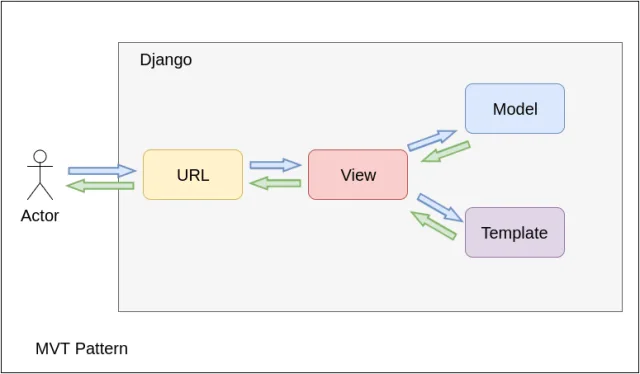 Django
Model
URL
View
Actor
Template
MVT Pattern